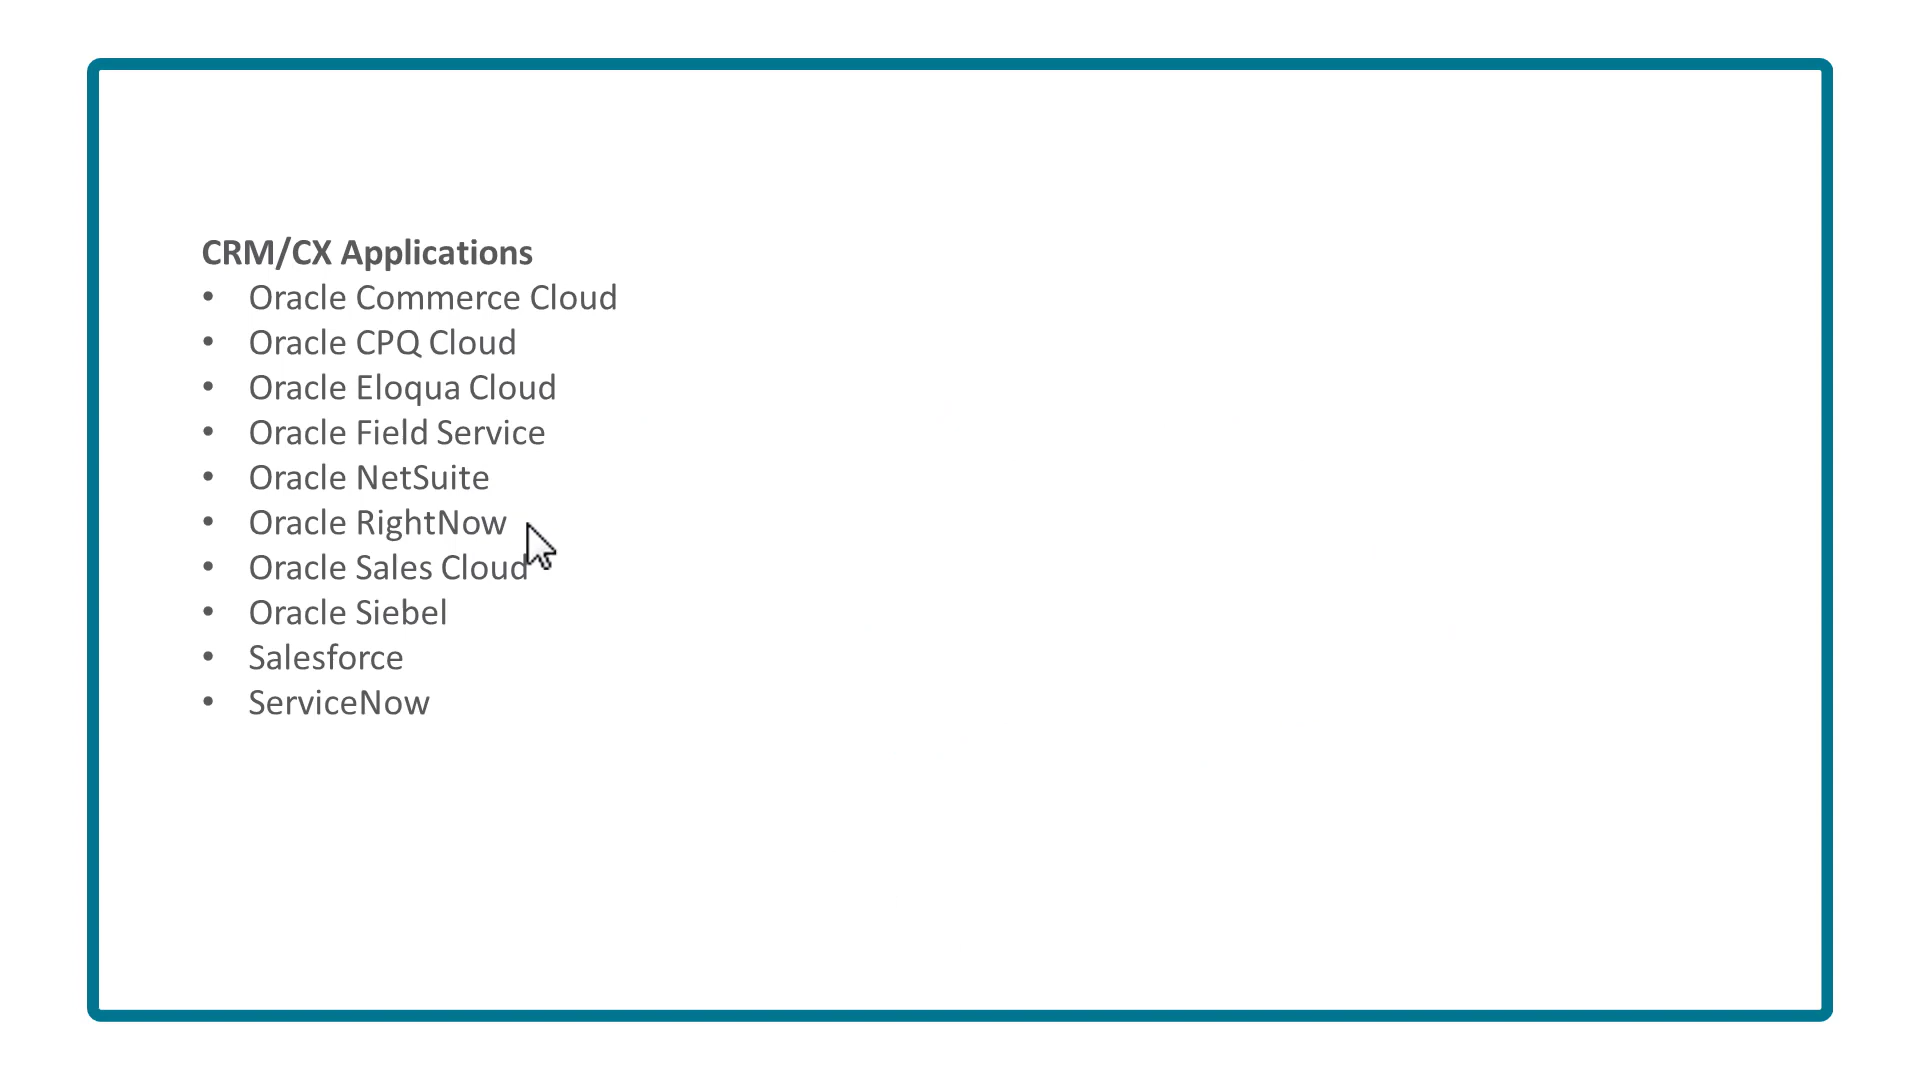 CRM/CX Applications
• Oracle Commerce Cloud
• Oracle CPQ Cloud
• Oracle Eloqua Cloud
• Oracle Field Service
• Oracle NetSuite
• Oracle RightNow
• Oracle Sales Cloud
• Oracle Siebel
• Salesforce
• ServiceNow